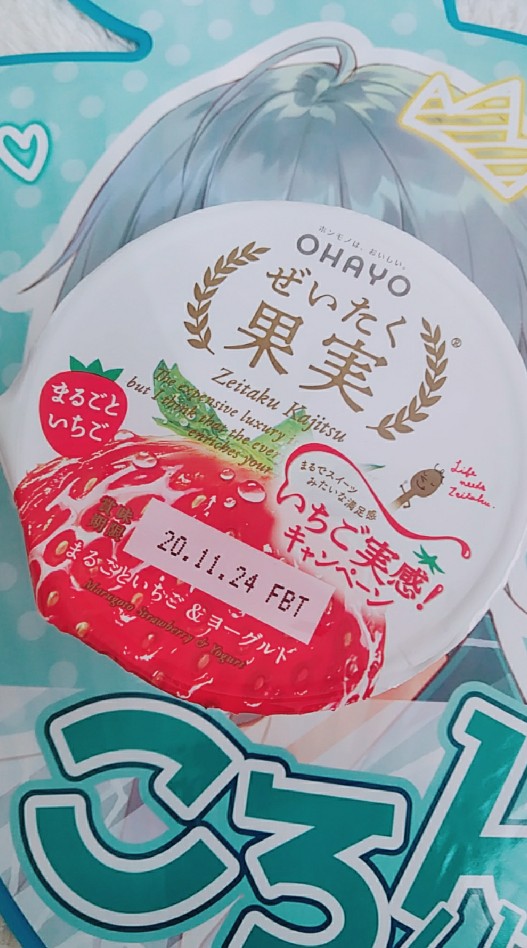 ホンモノは、おいしい。
OHAYO
ぜいたく
果実
®
Zeitaku Kajitsu
The expensive luxury i
but I think that the eve
enriches your
まるごと
いちご
まるでスイーツ
みたいな満足感
いちご実感!
キャンペーン
Life
needs
Zeitaku.
賞味
期限
20.11.24 FBT
まるごといちご&ヨーグルト
Marugoto Strawberry & Yogurt
ころん